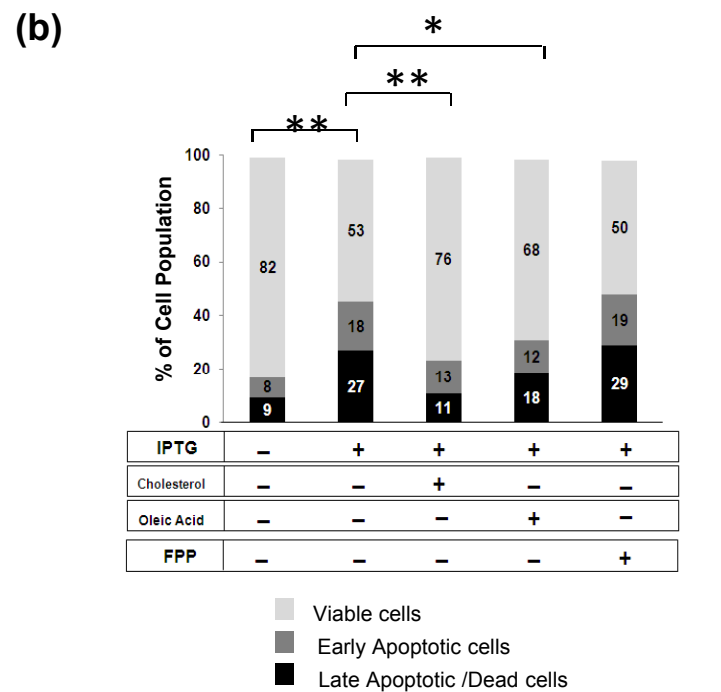 (b)
*
**
**
% of Cell Population
100
80
60
40
20
0
82 53 76 68 50
8 18 13 12 19
9 27 11 18 29
IPTG – + + + +
Cholesterol – – + – –
Oleic Acid – – – + –
FPP – – – – +
Viable cells
Early Apoptotic cells
Late Apoptotic /Dead cells